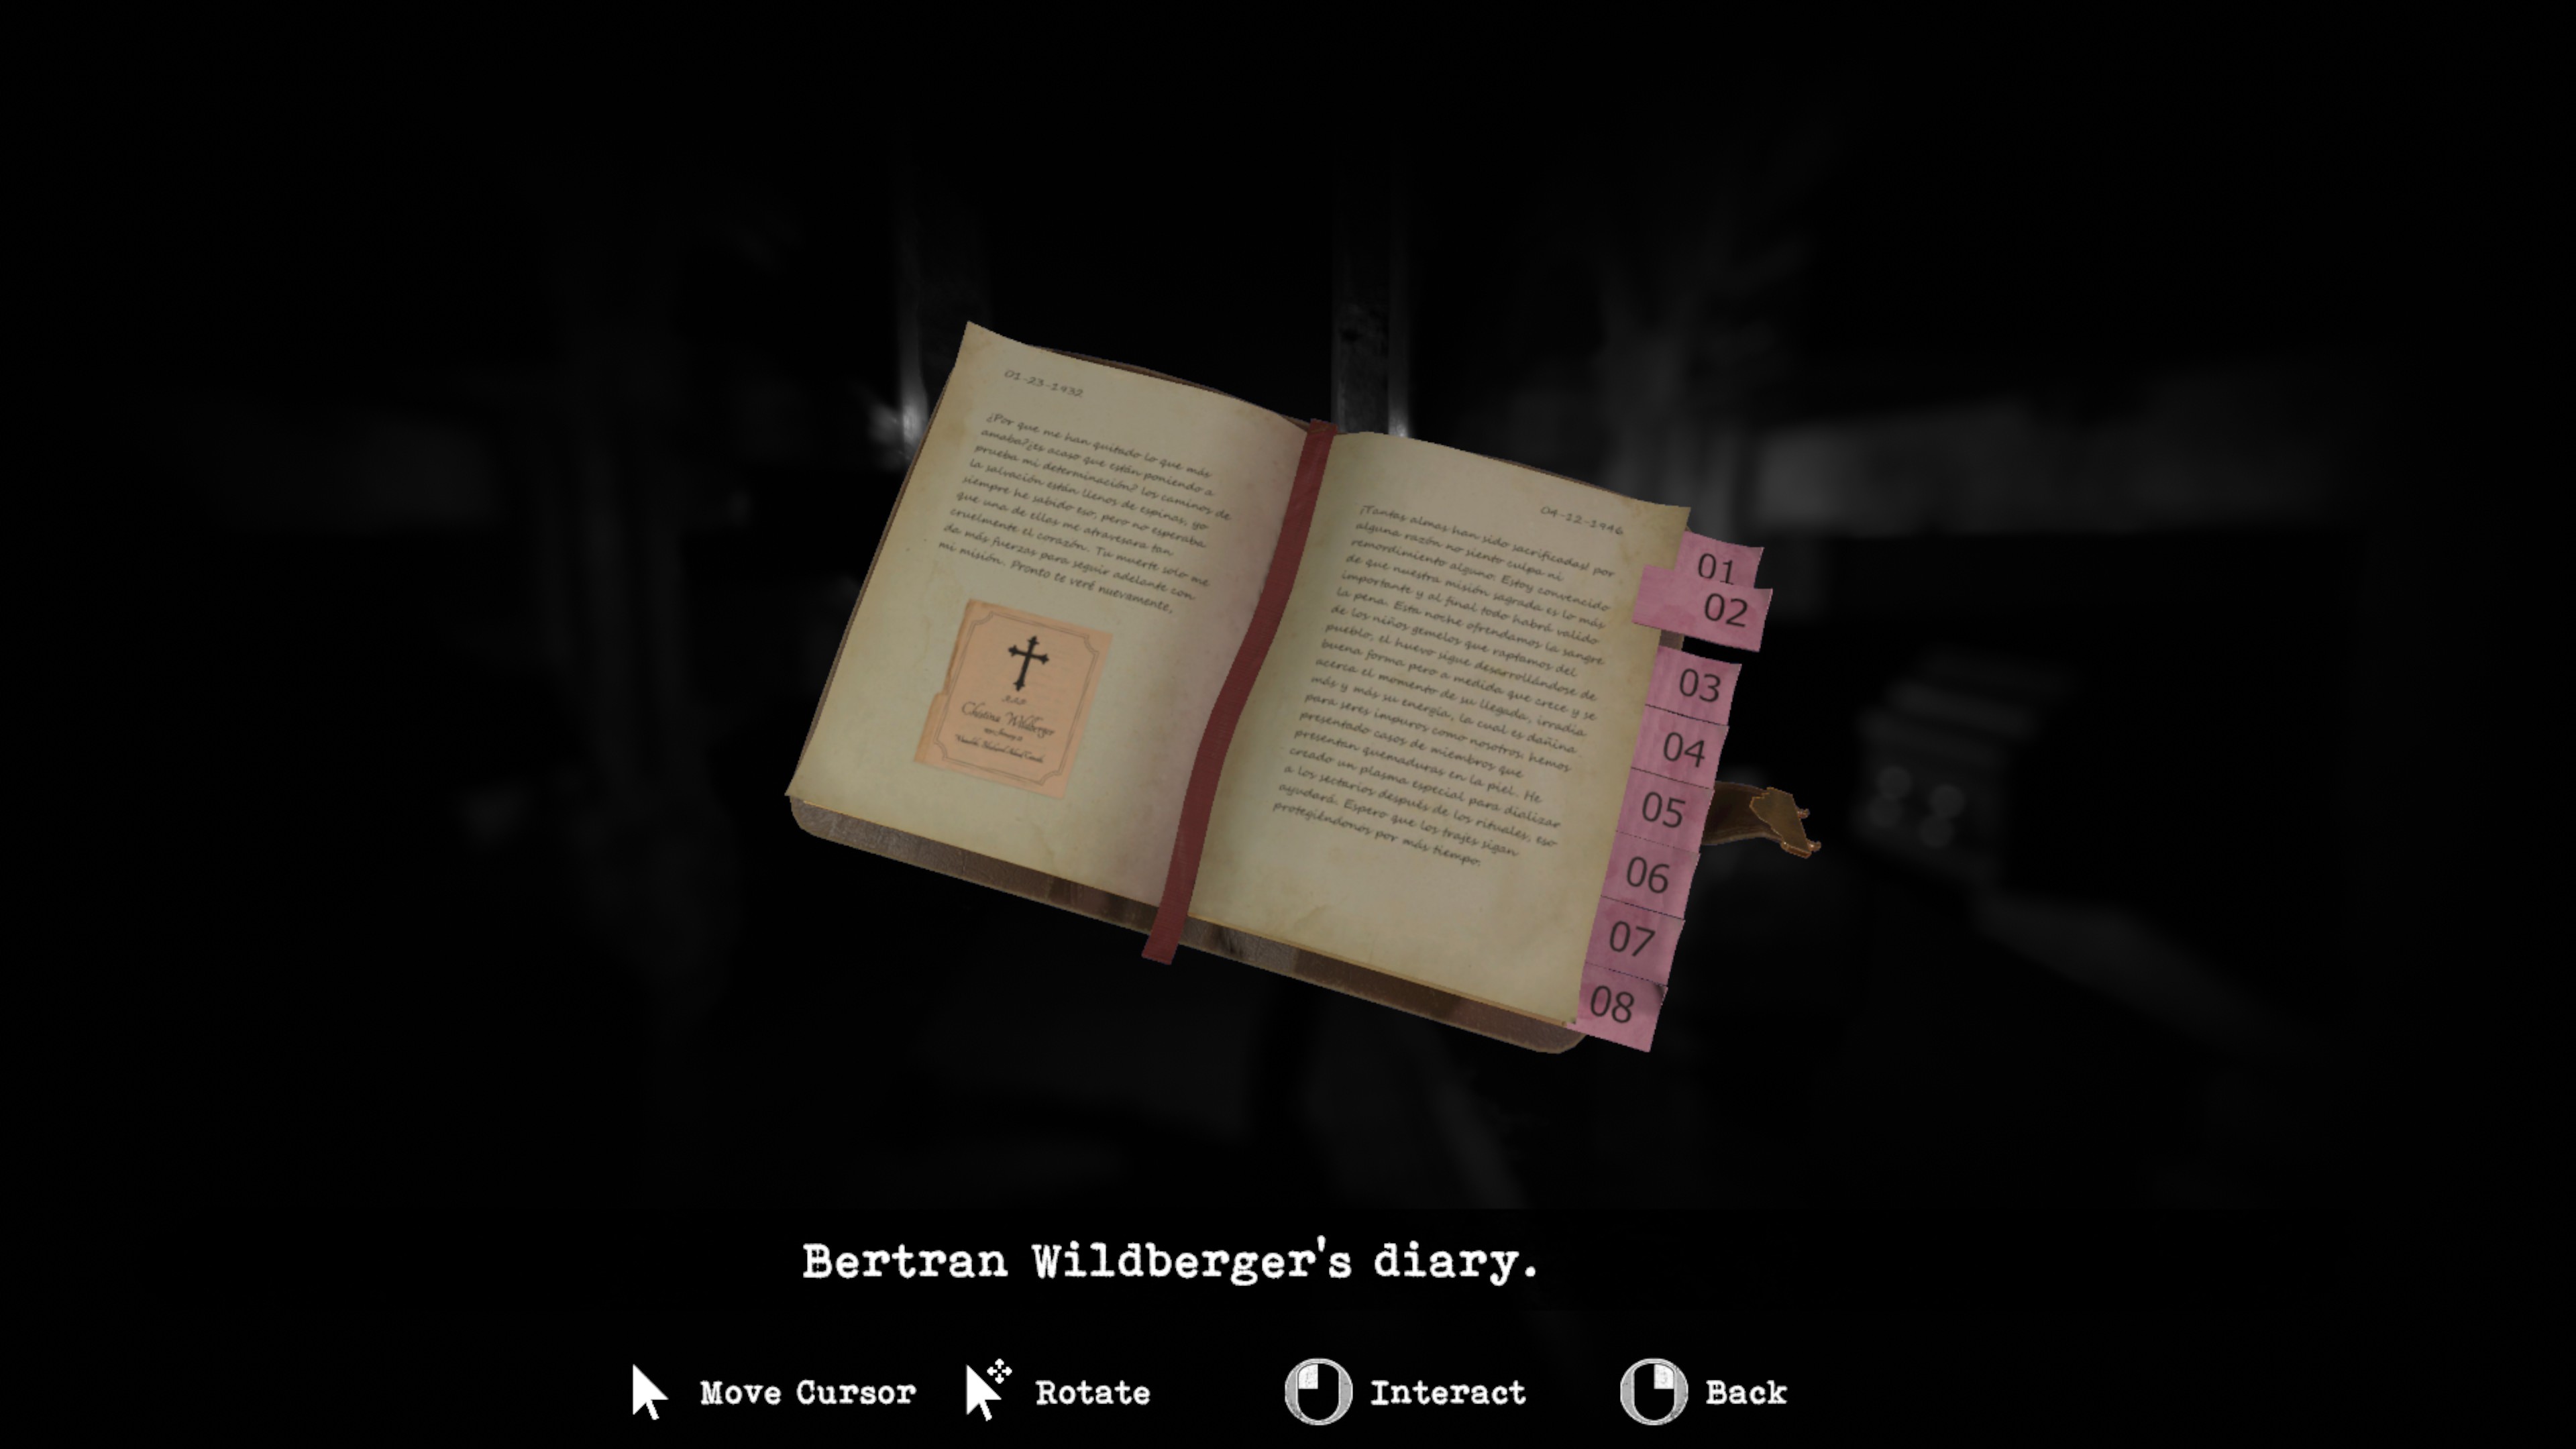 01-23-1932
¿Por que me han quitado lo que más
amaba?¿es acaso que están poniendo a
prueba mi determinación? los caminos de
la salvación están llenos de espinas, yo
siempre he sabido eso, pero no esperaba
que una de ellas me atravesara tan
cruelmente el corazón. Tu muerte solo me
da más fuerzas para seguir adelante con
mi misión. Pronto te veré nuevamente,
Wildberger
04-12-1946
¡Tantas almas han sido sacrificadas! por
alguna razón no siento culpa ni
remordimiento alguno. Estoy convencido
de que nuestra misión sagrada es lo más
importante y al final todo habrá valido
la pena. Esta noche ofrendamos la sangre
de los niños gemelos que raptamos del
pueblo, el huevo sigue desarrollándose de
buena forma pero a medida que crece y se
acerca el momento de su llegada, irradia
más y más su energía, la cual es dañina
para seres impuros como nosotros, hemos
presentado casos de miembros que
presentan quemaduras en la piel. He
creado un plasma especial para dializar
a los sectarios después de los rituales, eso
ayudará. Espero que los trajes sigan
protegiéndonos por más tiempo.
01
02
03
04
05
06
07
08
Bertran Wildberger's diary.
Move Cursor Rotate Interact Back